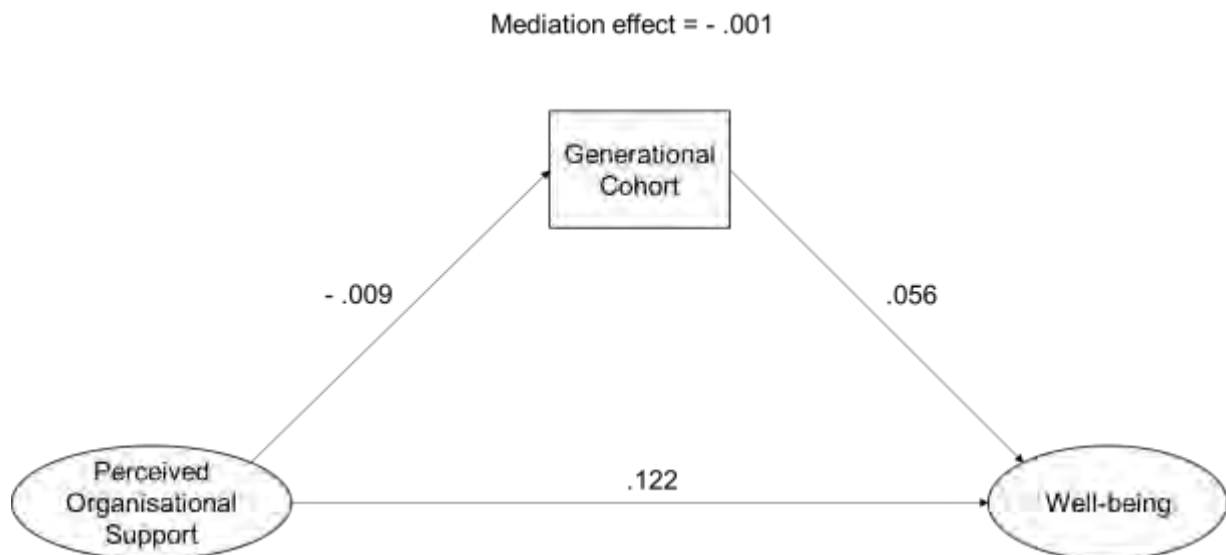 Mediation effect = - .001
Generational
Cohort
- .009
.056
Perceived
Organisational
Support
.122
Well-being